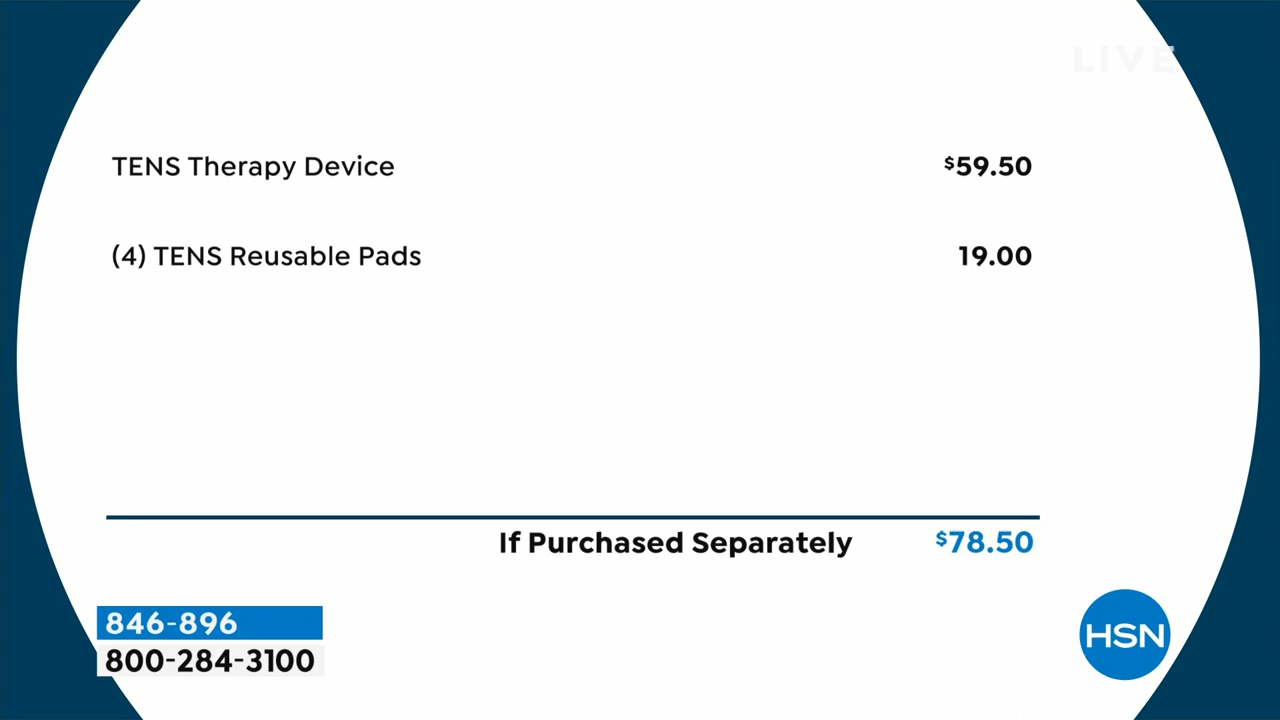 LIVE
TENS Therapy Device $59.50
(4) TENS Reusable Pads 19.00
If Purchased Separately $78.50
846-896
800-284-3100
HSN